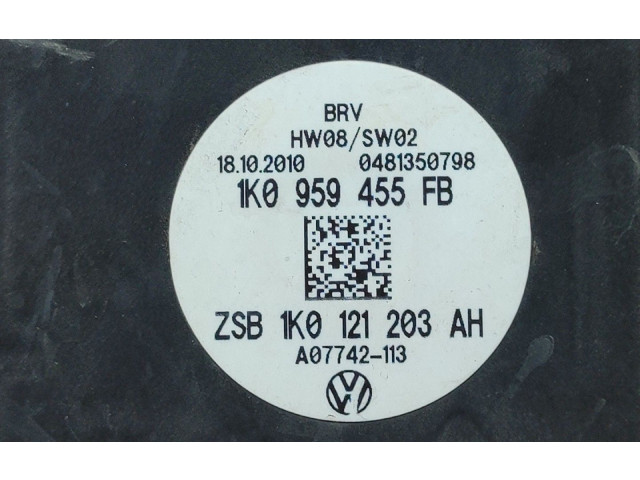 BRV
HW08/SW02
18.10.2010 0481350798
1K0 959 455 FB
ZSB 1K0 121 203 AH
A07742-113